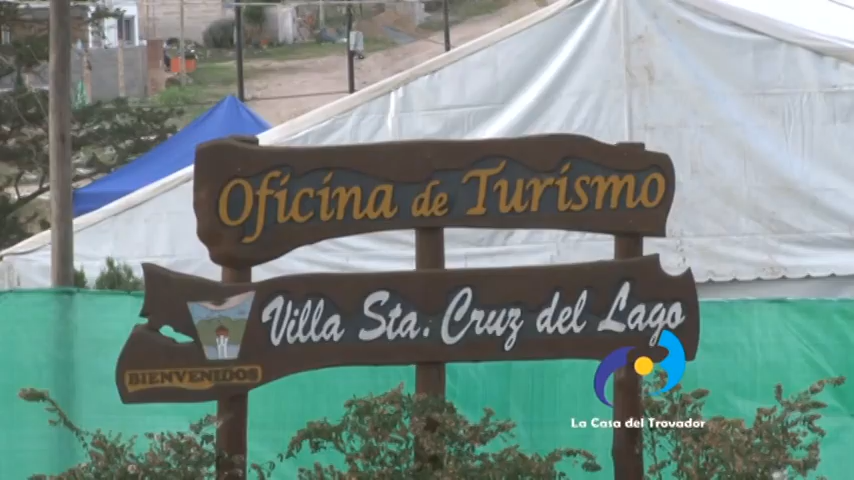 Oficina de Turismo
Villa Sta. Cruz del Lago
BIENVENIDOS
La Casa del Trovador